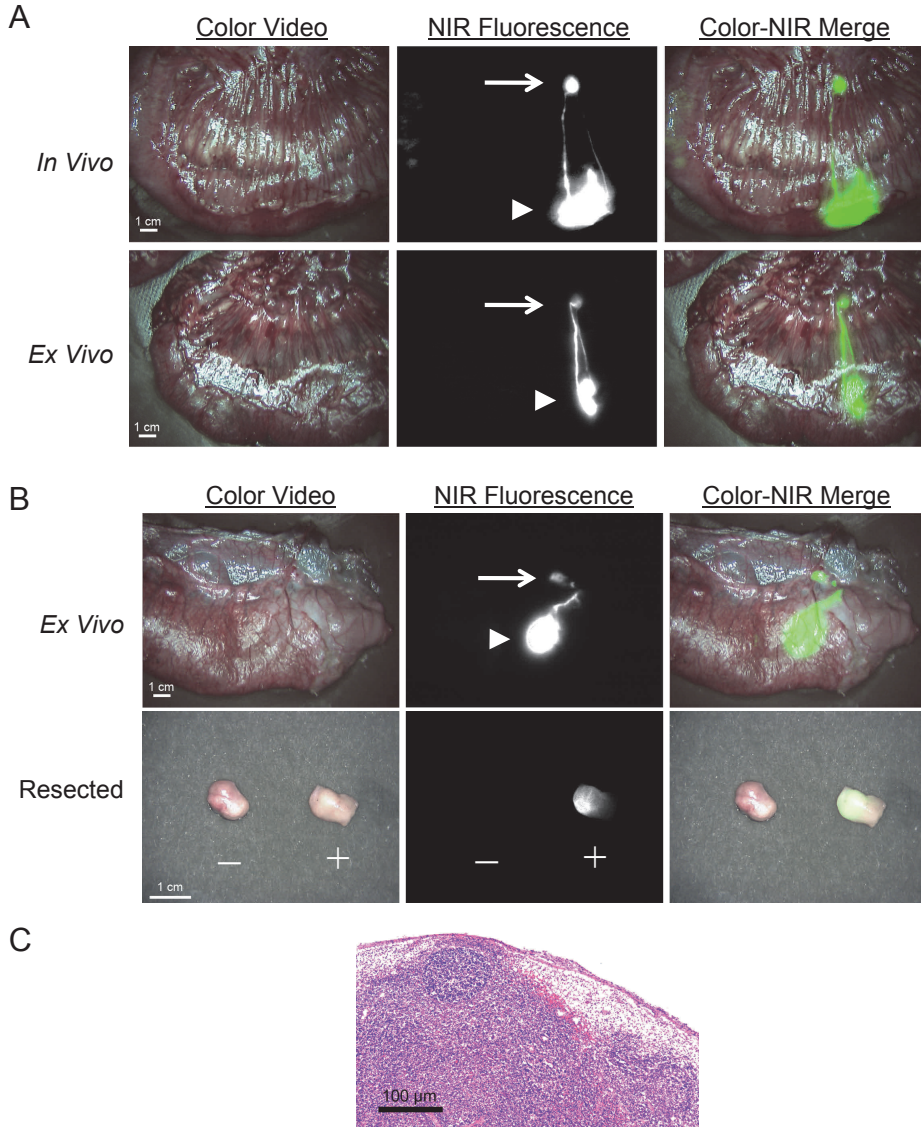 A
Color Video NIR Fluorescence Color-NIR Merge
In Vivo
1 cm
Ex Vivo
1 cm
B
Color Video NIR Fluorescence Color-NIR Merge
Ex Vivo
1 cm
Resected
— + — +
1 cm
C
100 µm